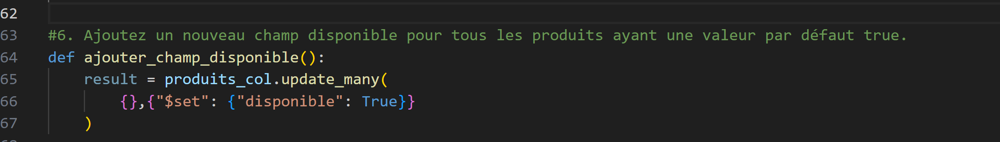 62
63 #6. Ajoutez un nouveau champ disponible pour tous les produits ayant une valeur par défaut true.
64 def ajouter_champ_disponible():
65 result = produits_col.update_many(
66 {},{"$set": {"disponible": True}}
67 )